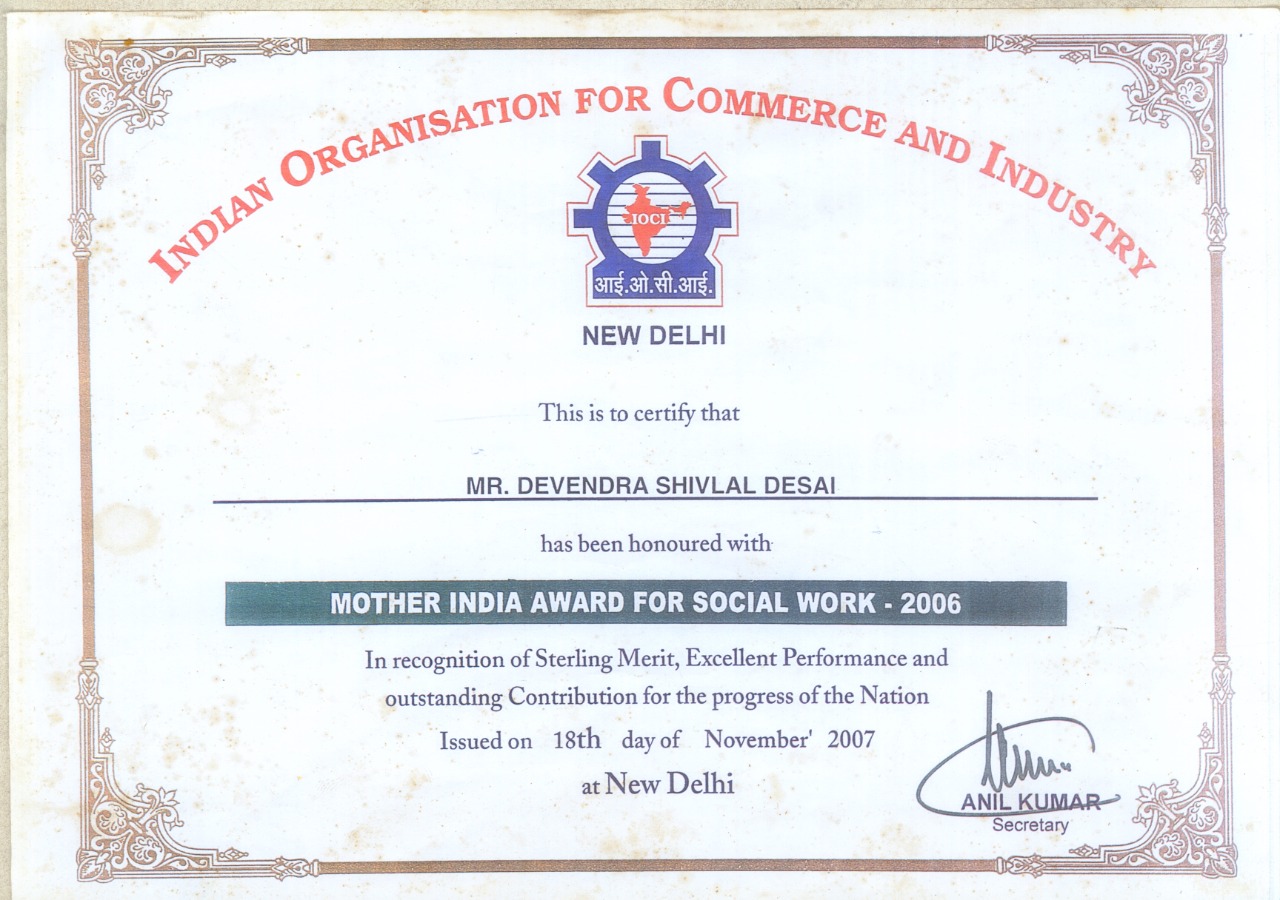 INDIAN ORGANISATION FOR COMMERCE AND INDUSTRY
IOCI
आई.ओ.सी.आई.
NEW DELHI
This is to certify that
MR. DEVENDRA SHIVLAL DESAI
has been honoured with
MOTHER INDIA AWARD FOR SOCIAL WORK - 2006
In recognition of Sterling Merit, Excellent Performance and
outstanding Contribution for the progress of the Nation
Issued on 18th day of November' 2007
at New Delhi
ANIL KUMAR
Secretary